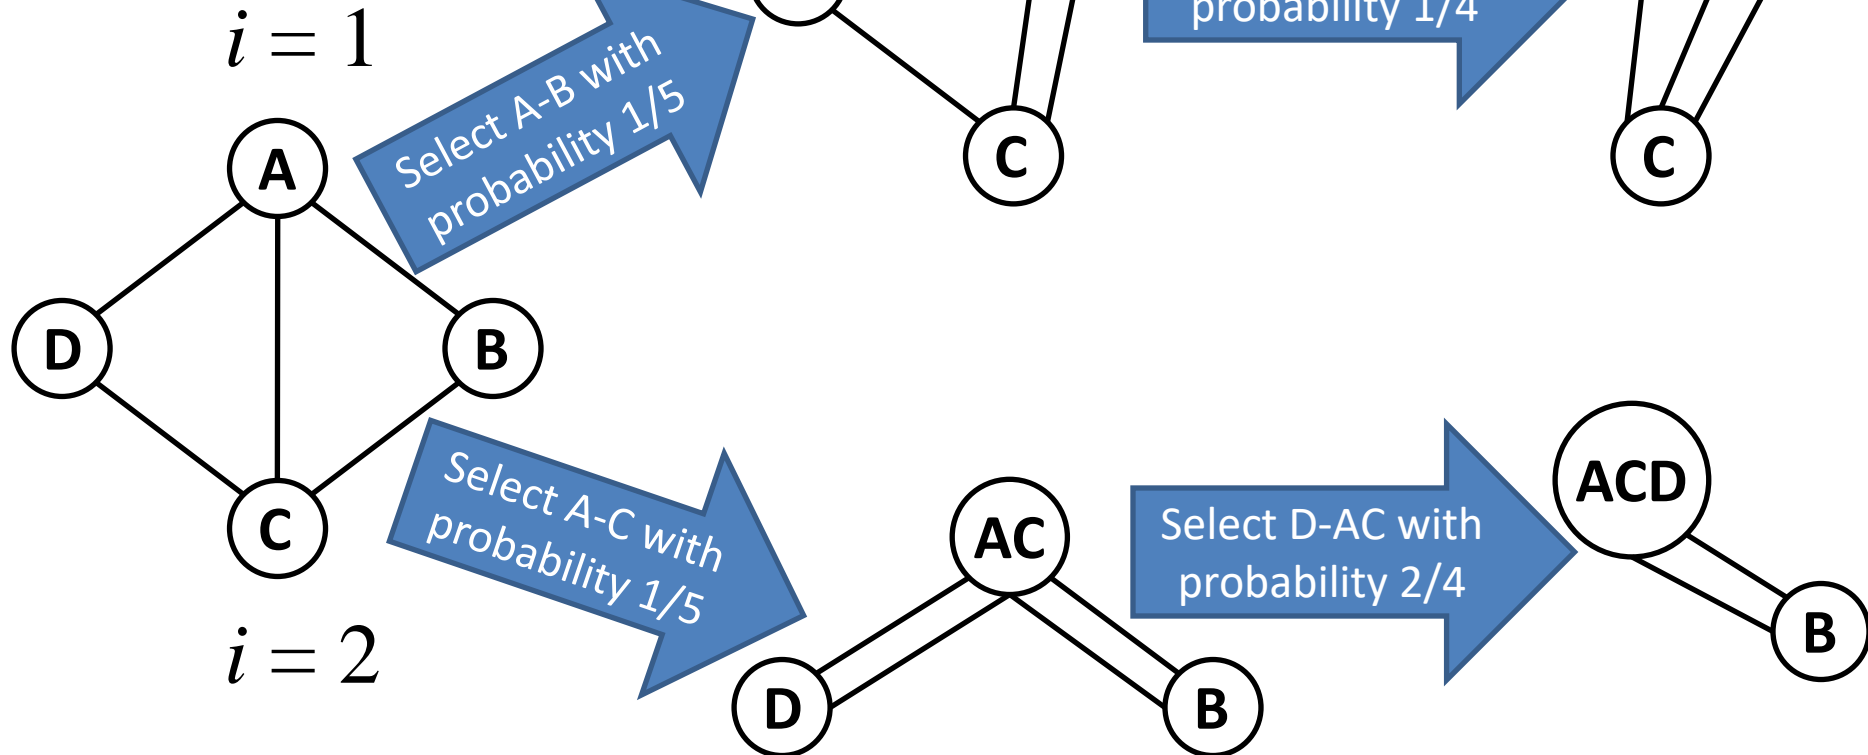 i = 1
Select A-B with
probability 1/5
probability 1/4
C
C
A
D
B
C
i = 2
Select A-C with
probability 1/5
AC
D
B
Select D-AC with
probability 2/4
ACD
B